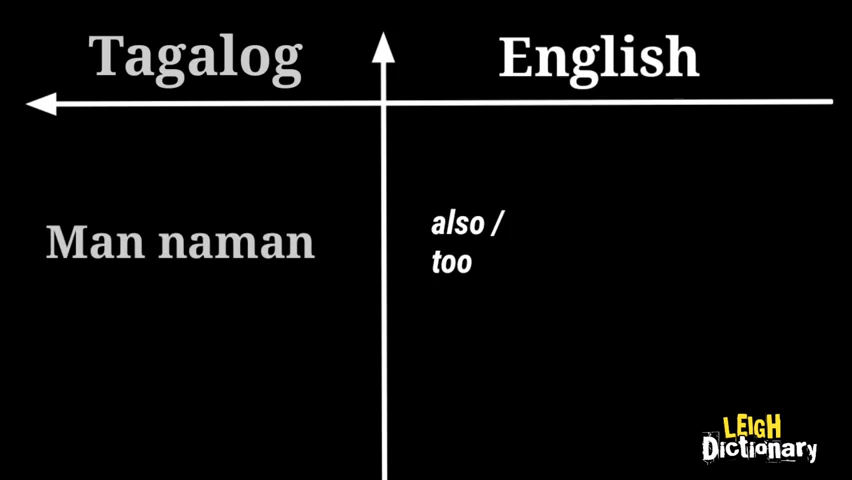 Tagalog
English
Man naman
also /
too
LEIGH
Dictionary